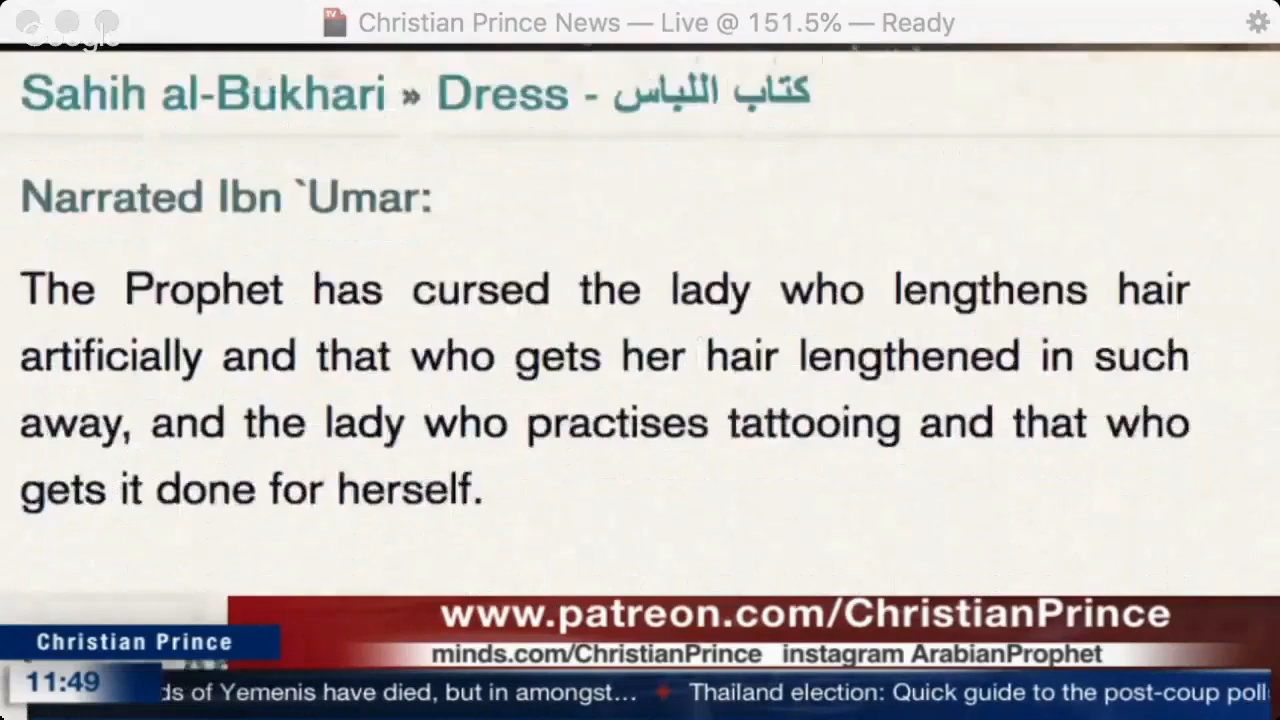 Christian Prince News — Live @ 151.5% — Ready
Google
Sahih al-Bukhari » Dress - كتاب اللباس
Narrated Ibn `Umar:
The Prophet has cursed the lady who lengthens hair
artificially and that who gets her hair lengthened in such
away, and the lady who practises tattooing and that who
gets it done for herself.
www.patreon.com/ChristianPrince
Christian Prince
minds.com/ChristianPrince instagram ArabianProphet
11:49
ds of Yemenis have died, but in amongst... Thailand election: Quick guide to the post-coup poll